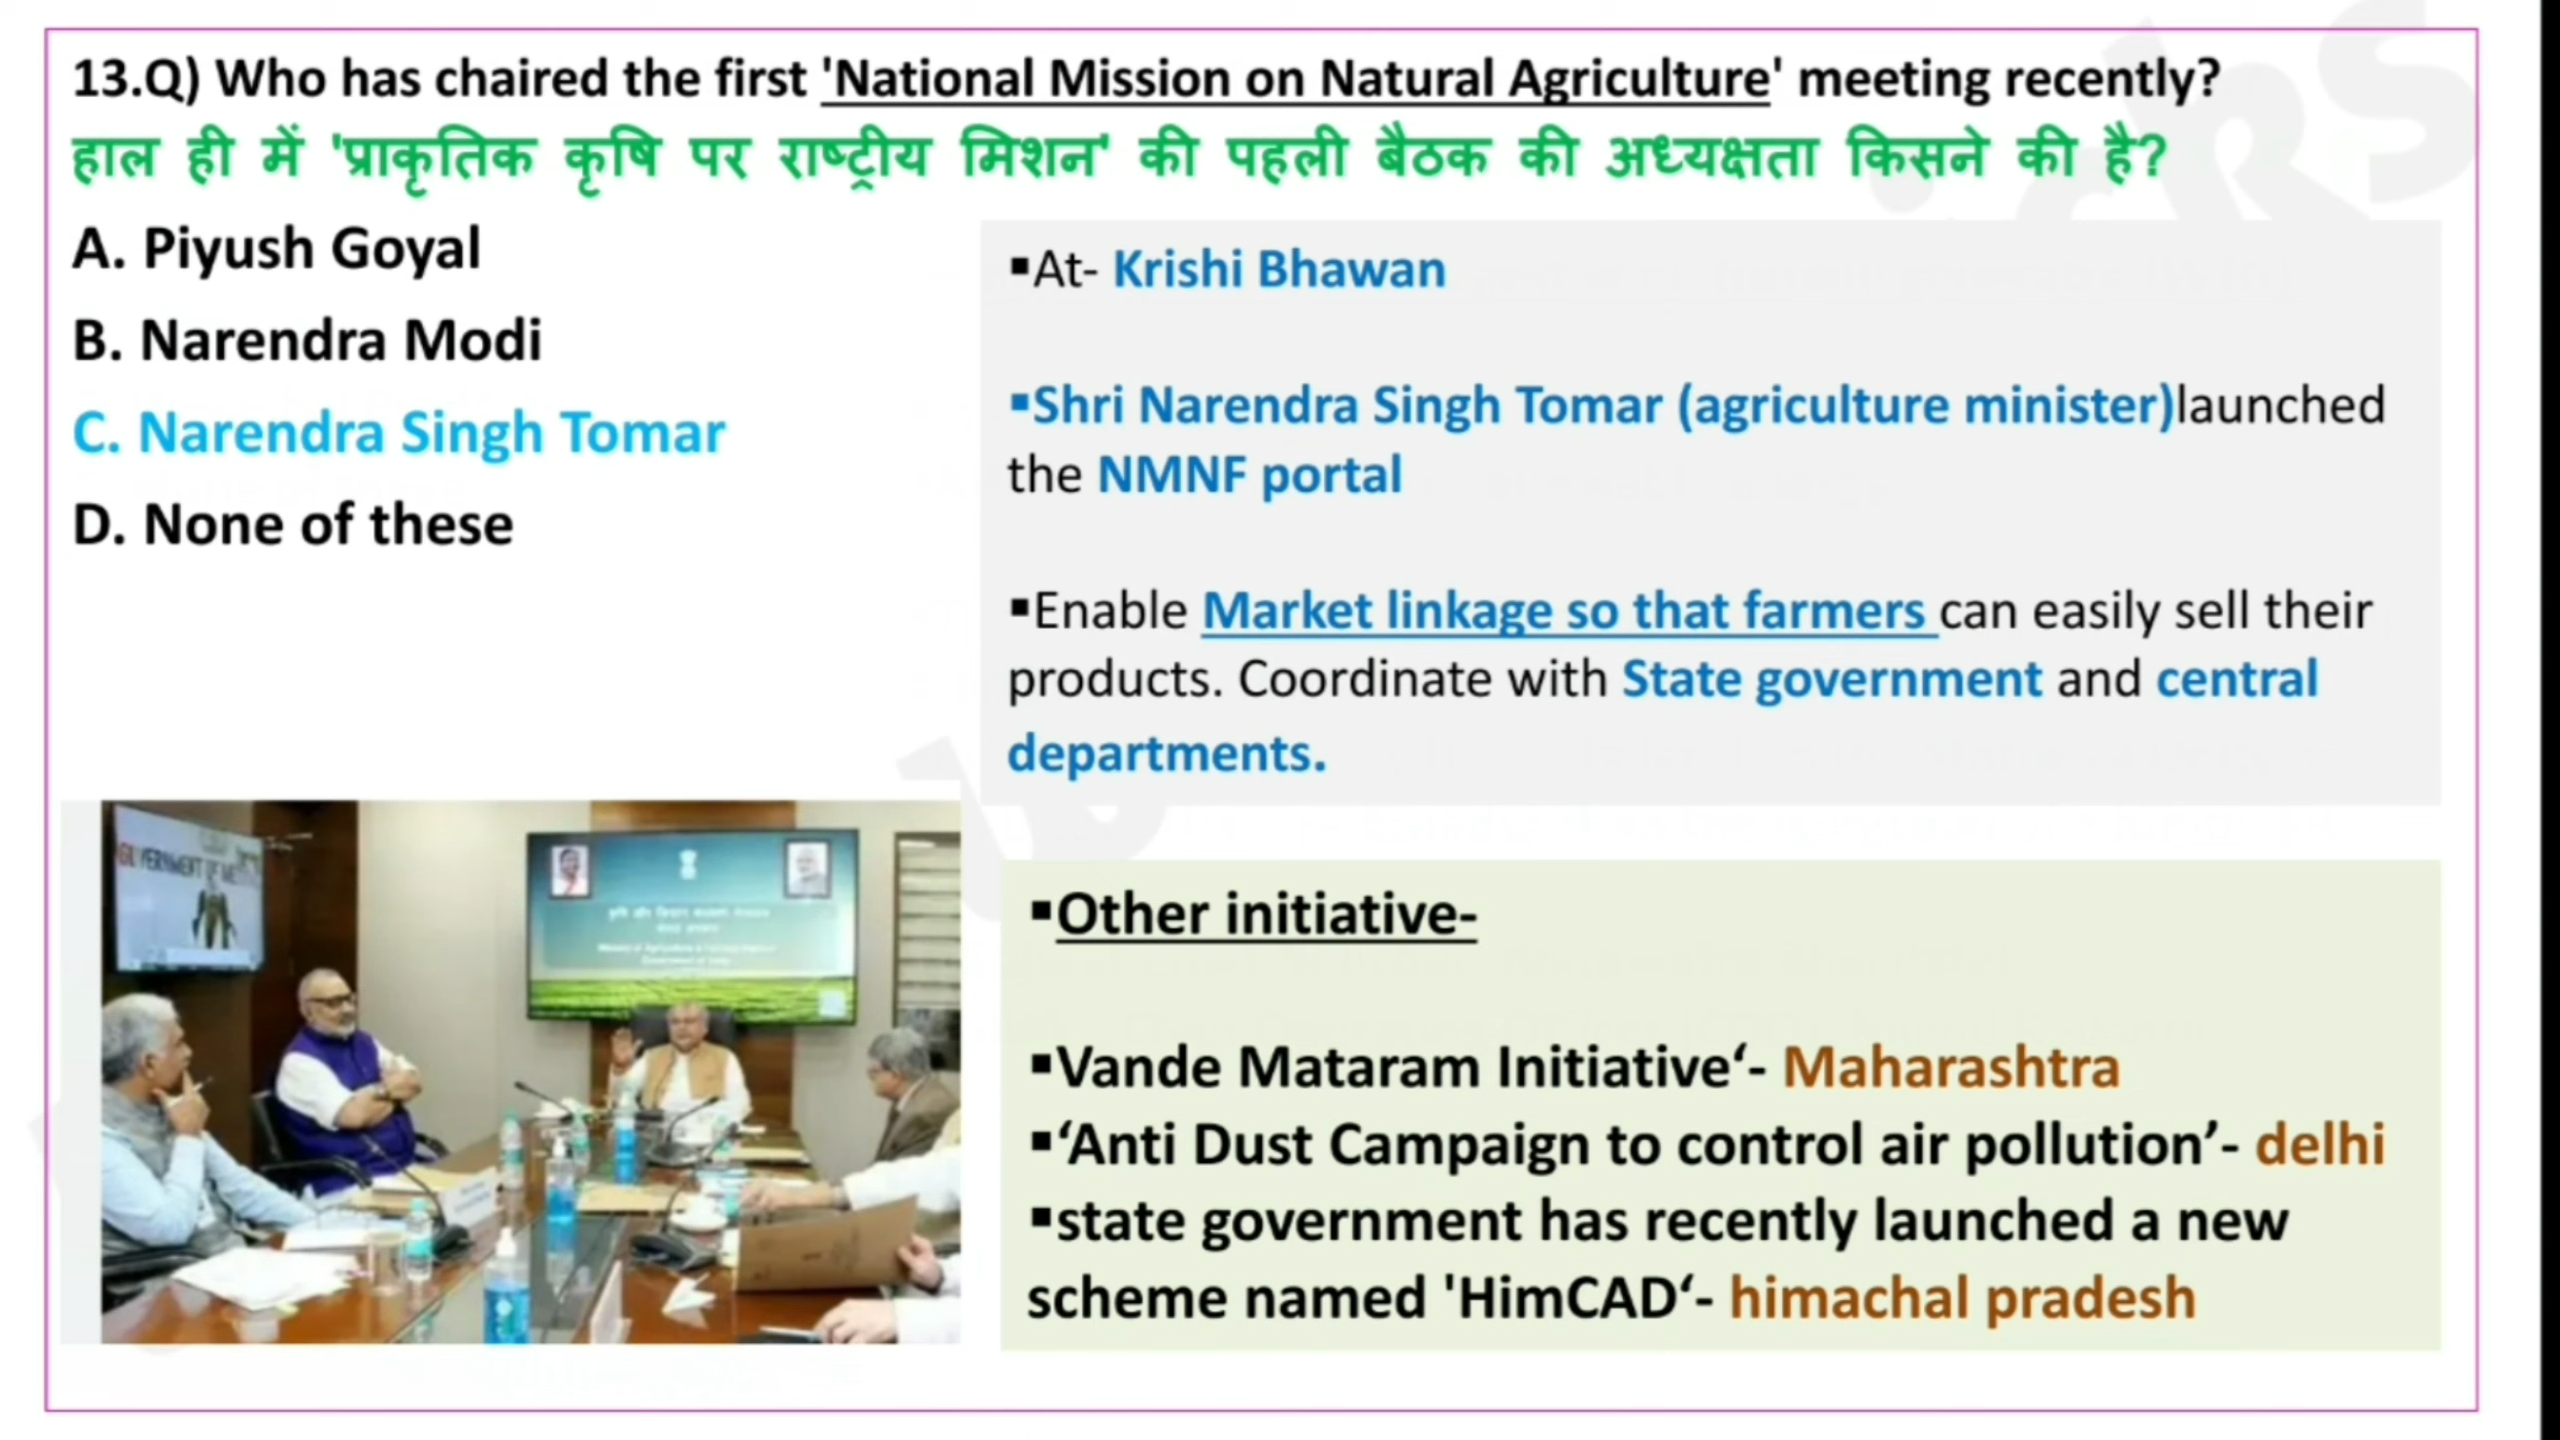 13.Q) Who has chaired the first 'National Mission on Natural Agriculture' meeting recently?
हाल ही में 'प्राकृतिक कृषि पर राष्ट्रीय मिशन' की पहली बैठक की अध्यक्षता किसने की है?
A. Piyush Goyal
B. Narendra Modi
C. Narendra Singh Tomar
D. None of these
▪At- Krishi Bhawan
▪Shri Narendra Singh Tomar (agriculture minister)launched
the NMNF portal
▪Enable Market linkage so that farmers can easily sell their
products. Coordinate with State government and central
departments.
▪Other initiative-
▪Vande Mataram Initiative‘- Maharashtra
▪‘Anti Dust Campaign to control air pollution’- delhi
▪state government has recently launched a new
scheme named 'HimCAD‘- himachal pradesh